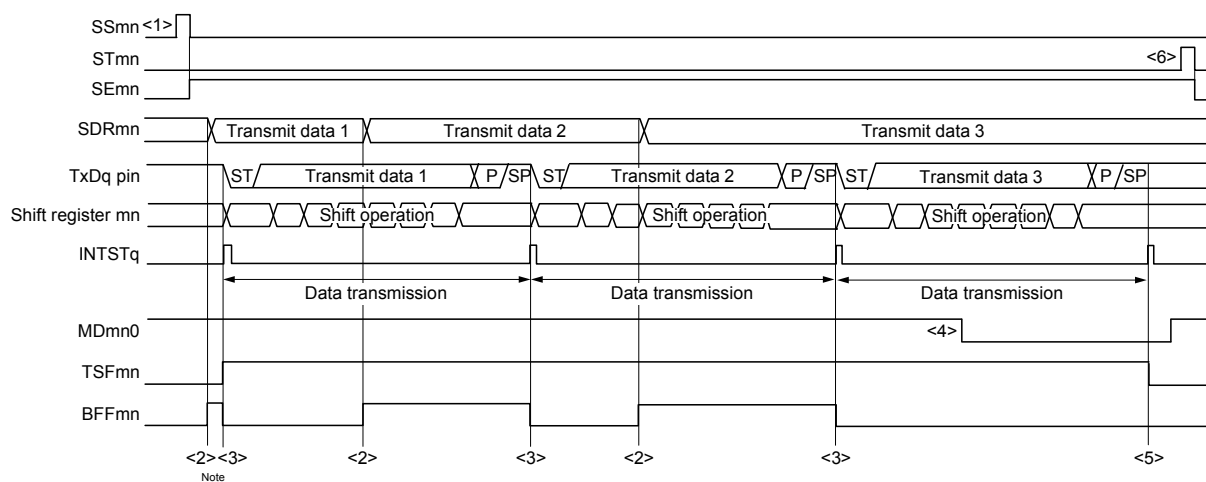 SSmn <1>
STmn <6>
SEmn
SDRmn Transmit data 1 Transmit data 2 Transmit data 3
TxDq pin ST Transmit data 1 P SP ST Transmit data 2 P SP ST Transmit data 3 P SP
Shift register mn Shift operation Shift operation Shift operation
INTSTq
Data transmission Data transmission Data transmission
MDmn0 <4>
TSFmn
BFFmn
<2> <3> <2> <3> <2> <3> <5>
Note